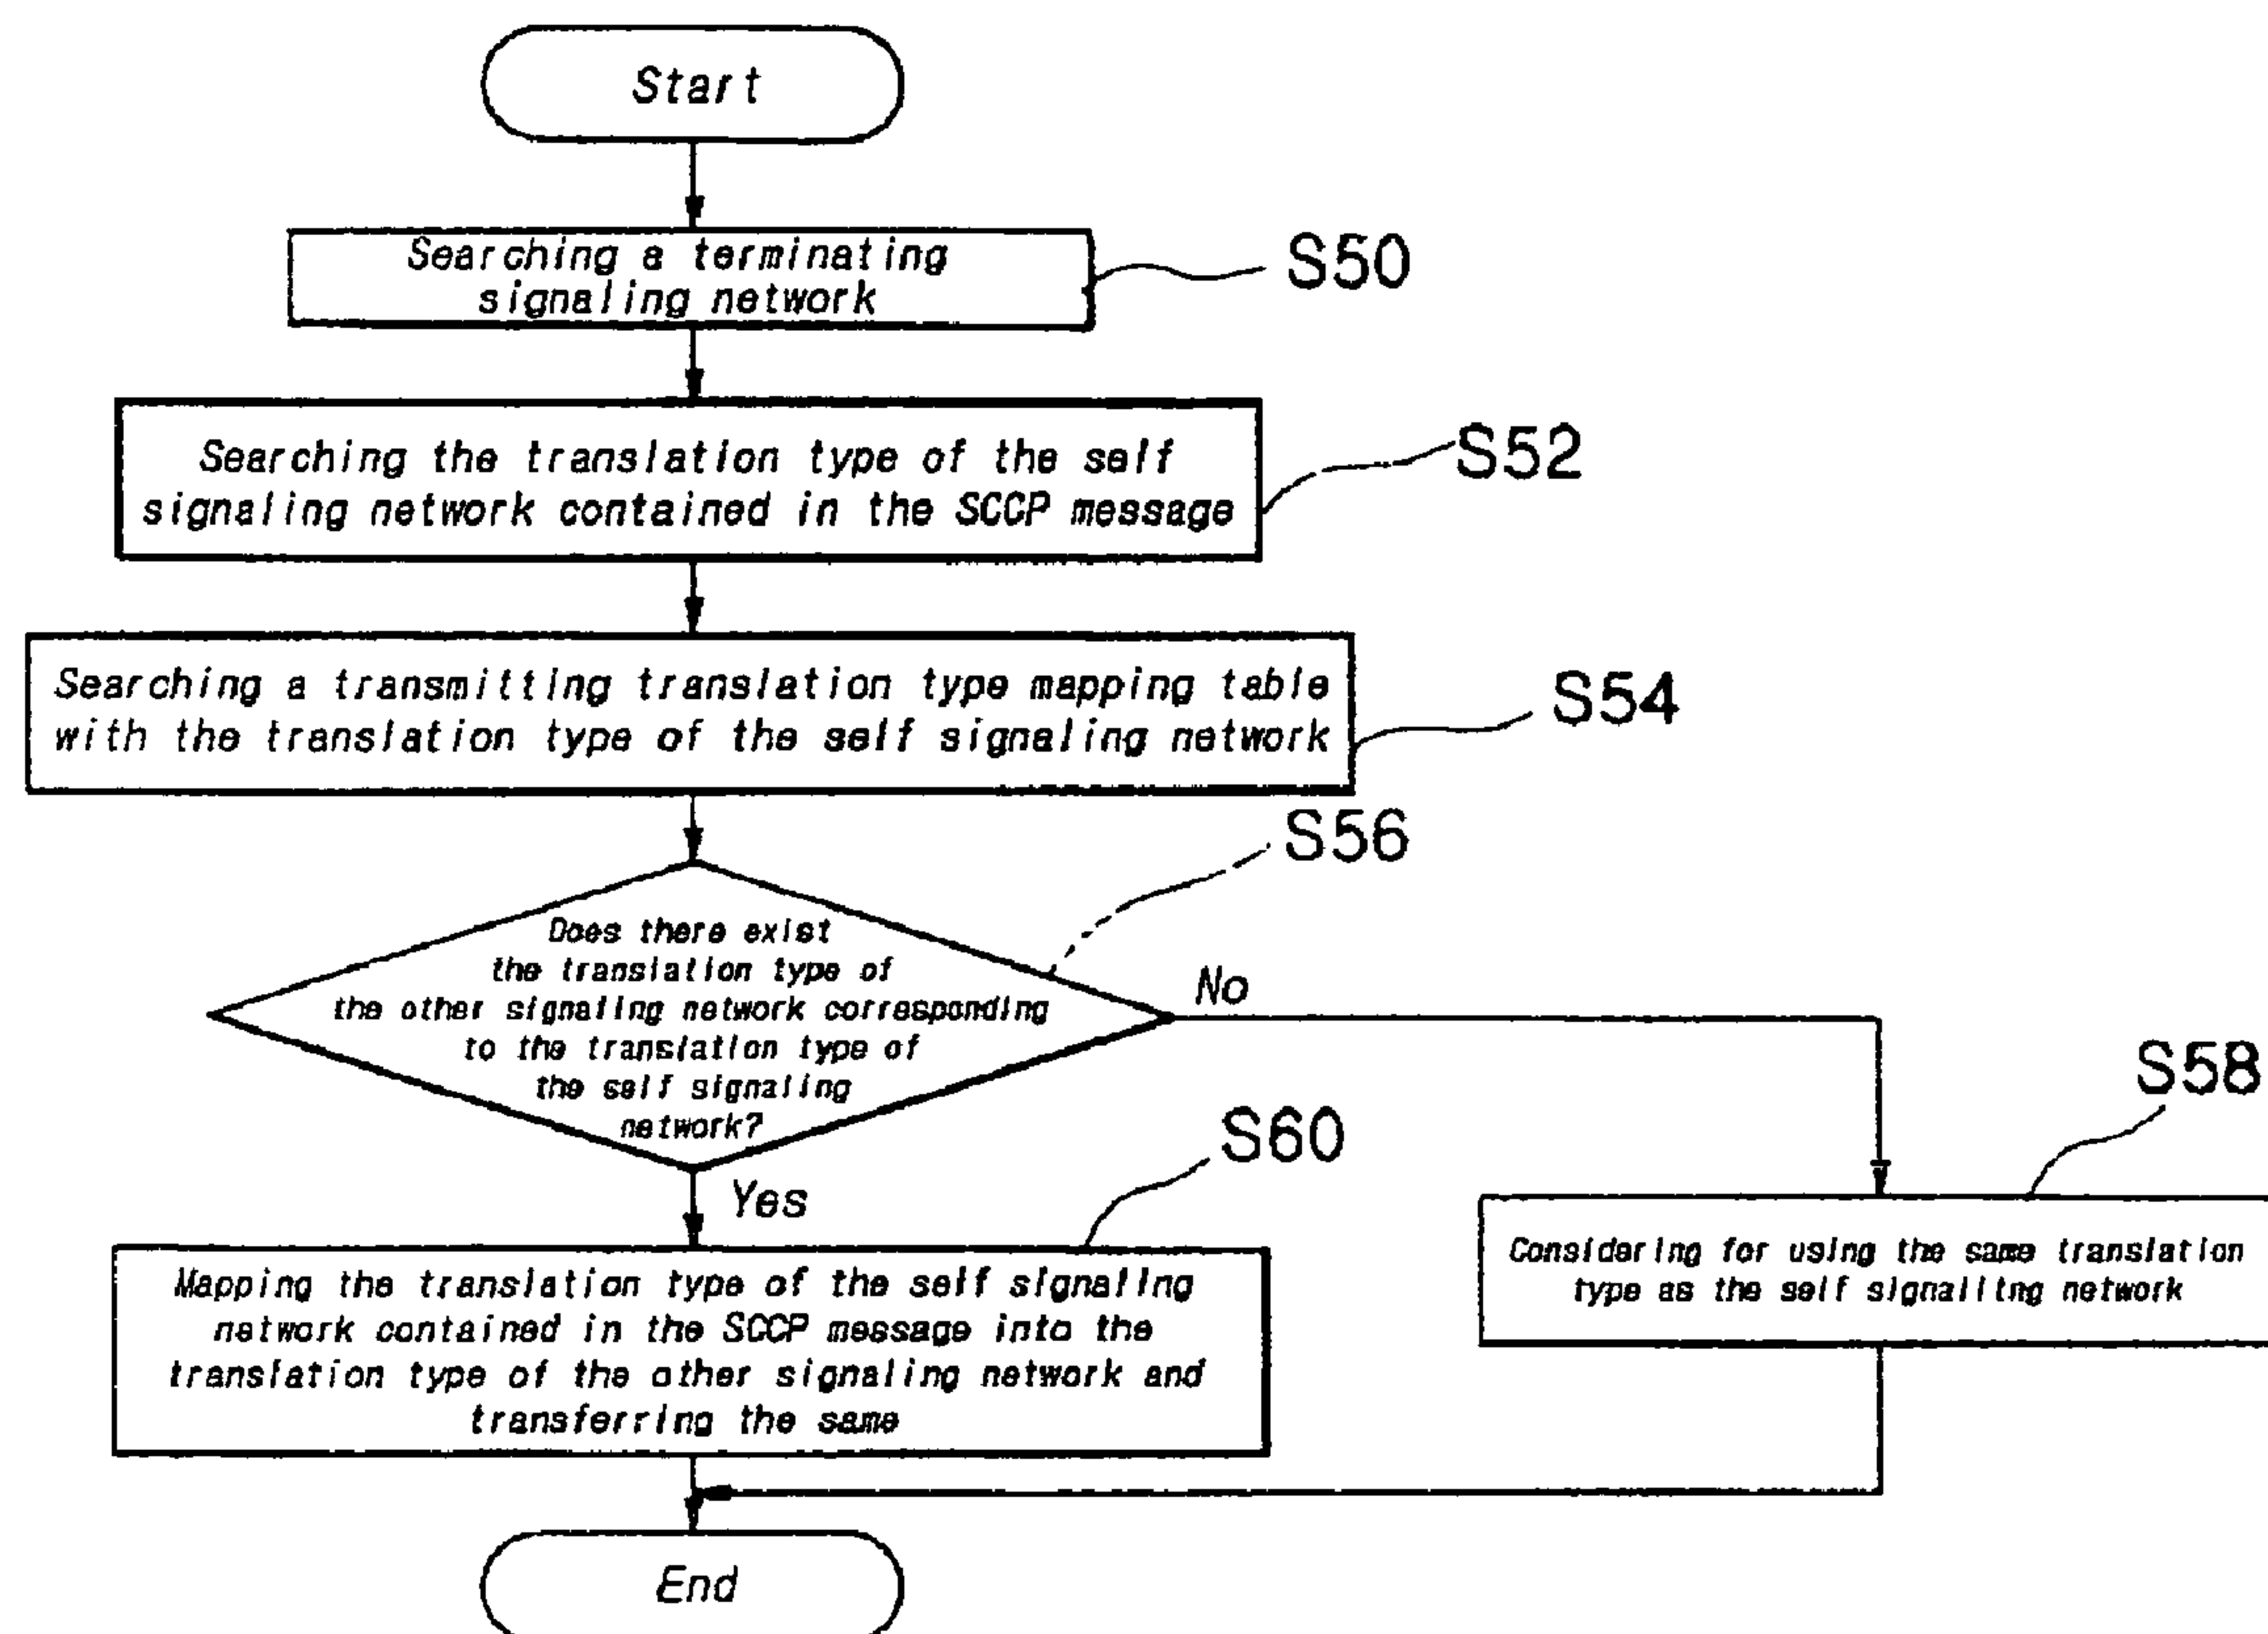 Start
Searching a terminating
signaling network
S50
Searching the translation type of the self
signaling network contained in the SCCP message
S52
Searching a transmitting translation type mapping table
with the translation type of the self signaling network
S54
S56
Does there exist
the translation type of
the other signaling network corresponding
to the translation type of
the self signaling
network?
No
S58
Considering for using the same translation
type as the self signaliitng network
Yes
S60
Mapping the translation type of the self signaling
network contained in the SCCP message into the
translation type of the other signaling network and
transferring the same
End